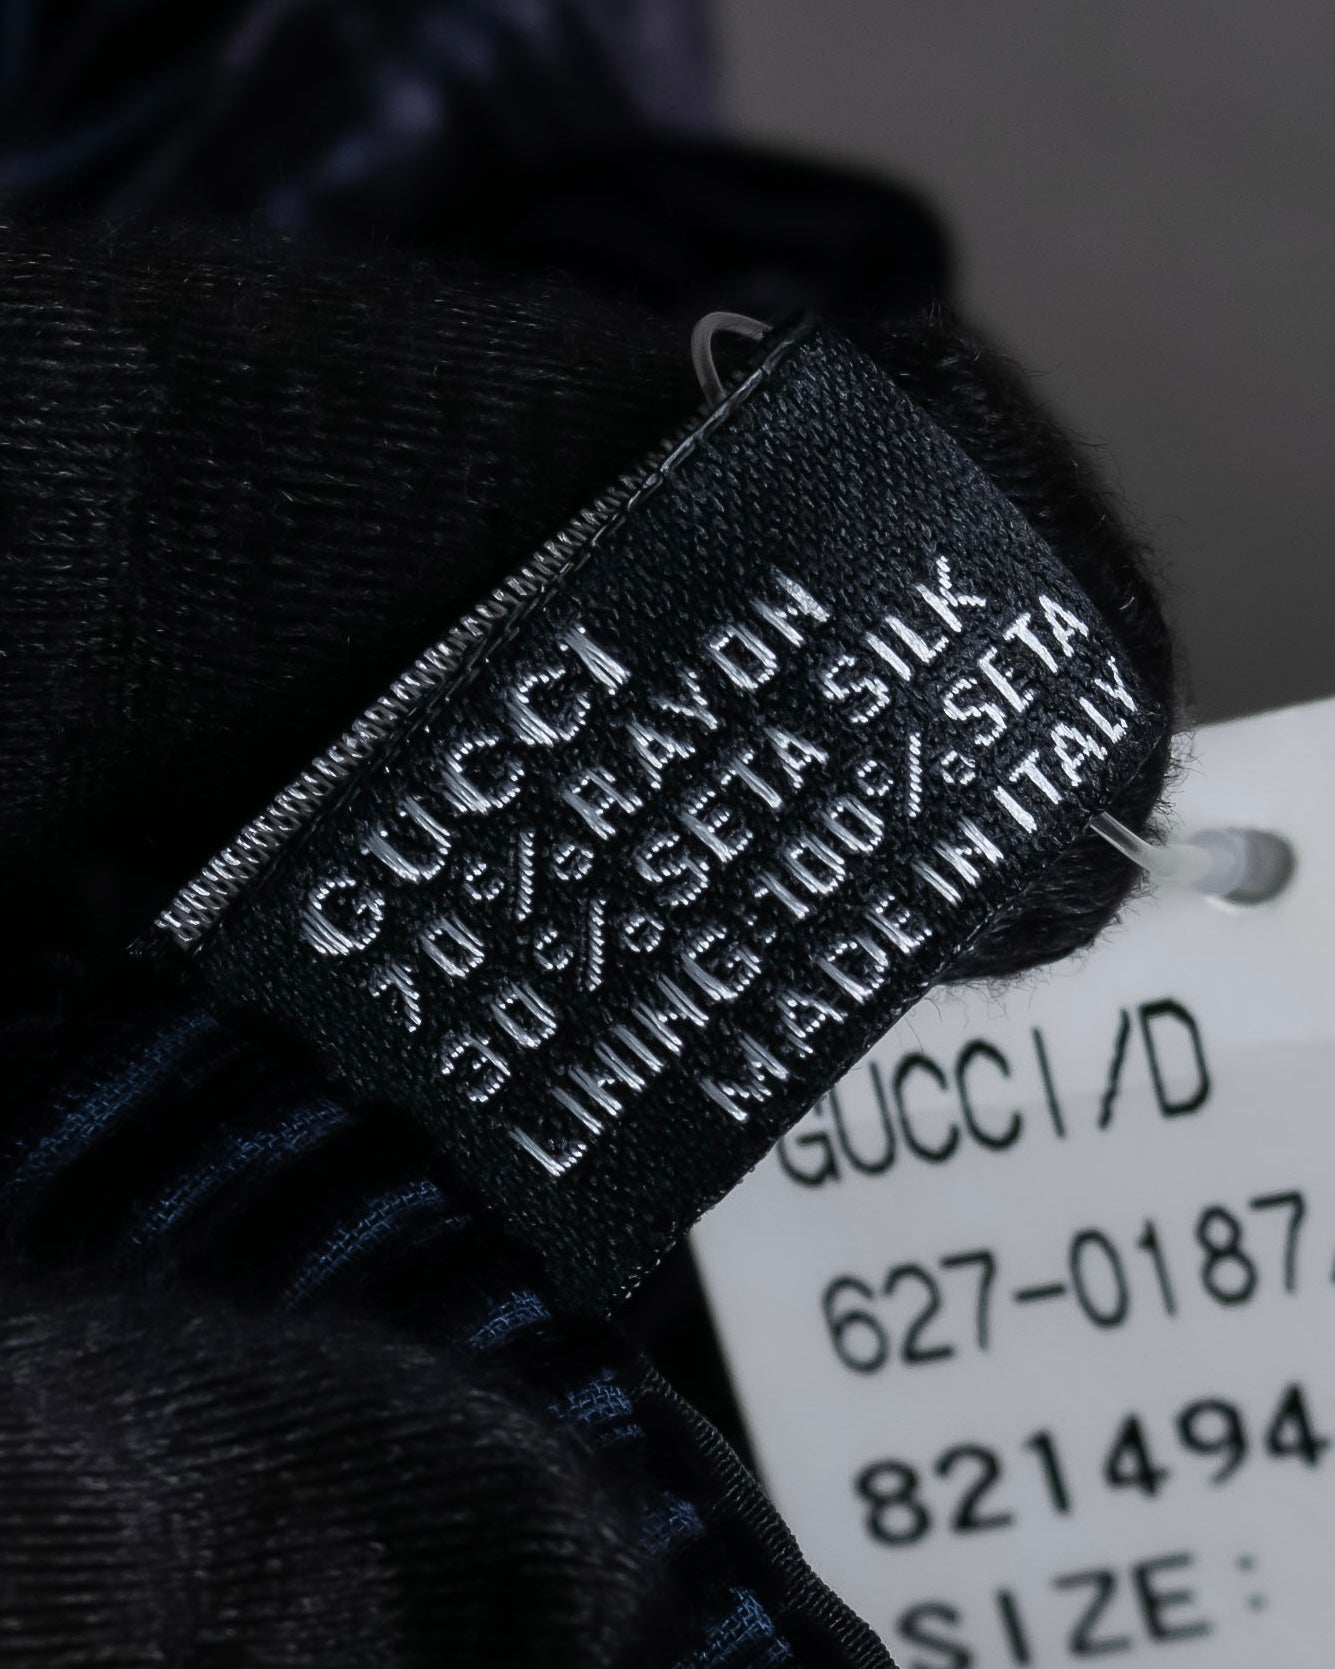 GUCCI
70% RAYON
30% SETA SILK
LINING:100% SETA
MADE IN ITALY
GUCCI/D
627-0187
821494
SIZE: